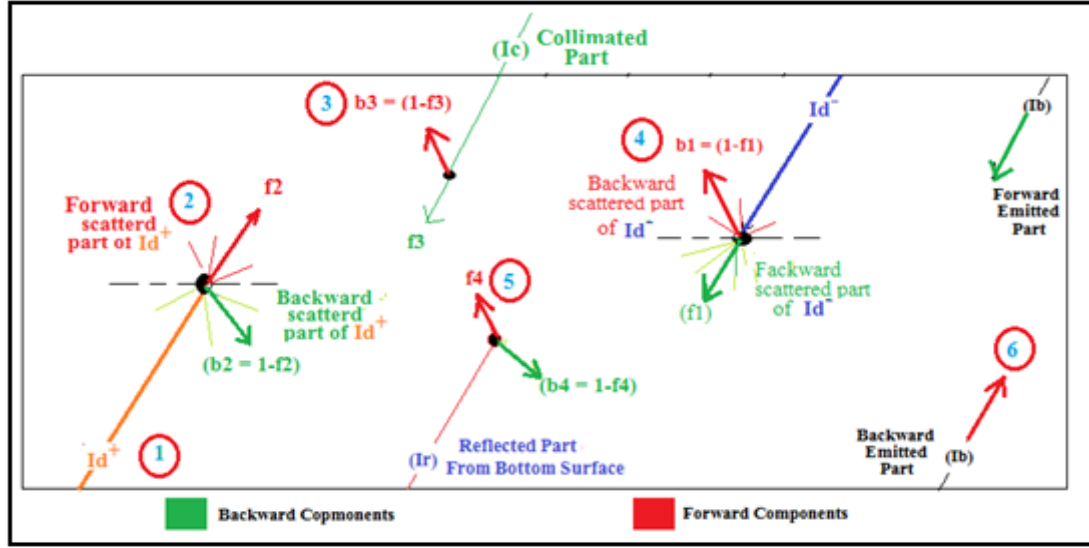 (Ic) Collimated
Part
3 b3 = (1-f3)
f3
2 f2
Forward
scatterd
part of Id+
Backward
scatterd
part of Id+
(b2 = 1-f2)
Id+ 1
f4 5
(b4 = 1-f4)
(Ir) Reflected Part
From Bottom Surface
4 b1 = (1-f1)
Id-
Backward
scattered part
of Id-
Fackward
scattered part
of Id-
(f1)
(Ib)
Forward
Emitted
Part
6
Backward
Emitted
Part
(Ib)
Backward Copmonents
Forward Components